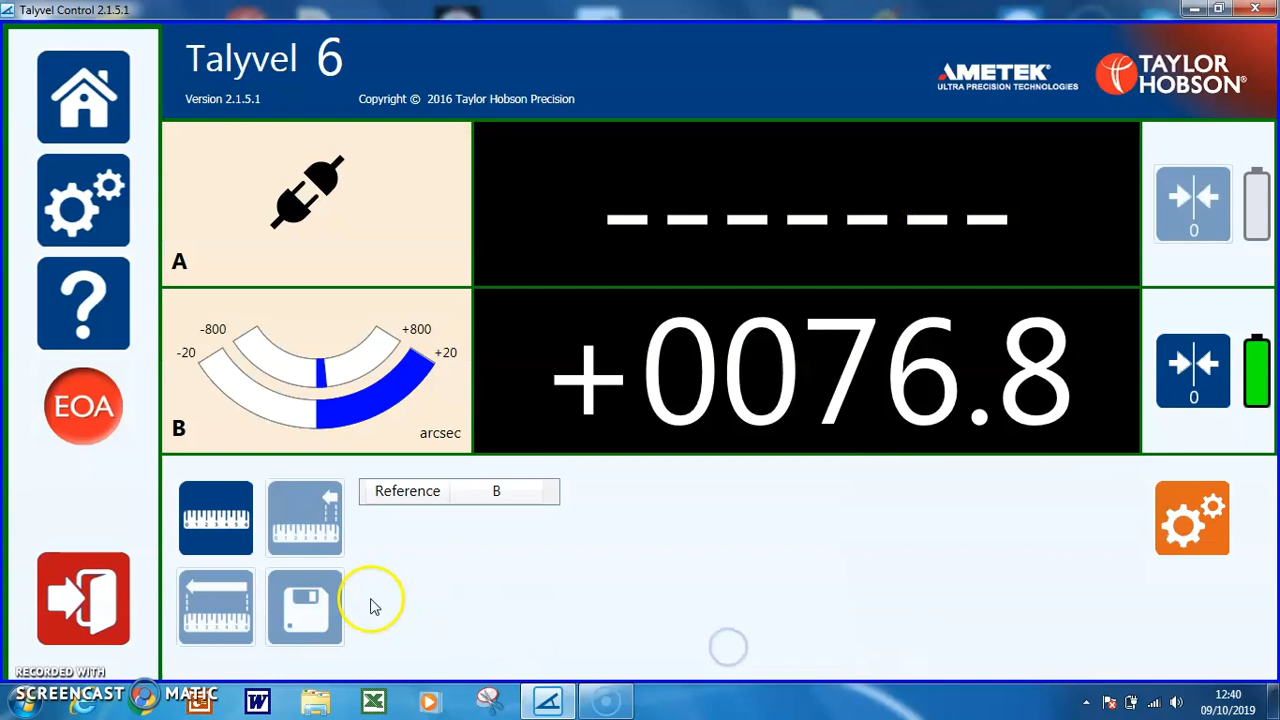 Talyvel Control 2.1.5.1
Talyvel 6
Version 2.1.5.1
Copyright © 2016 Taylor Hobson Precision
AMETEK®
ULTRA PRECISION TECHNOLOGIES
TAYLOR
HOBSON®
A
- - - - - - -
0
-800
+800
-20
+20
B
arcsec
+0076.8
0
EOA
Reference B
RECORDED WITH
SCREENCAST MATIC
12:40
09/10/2019